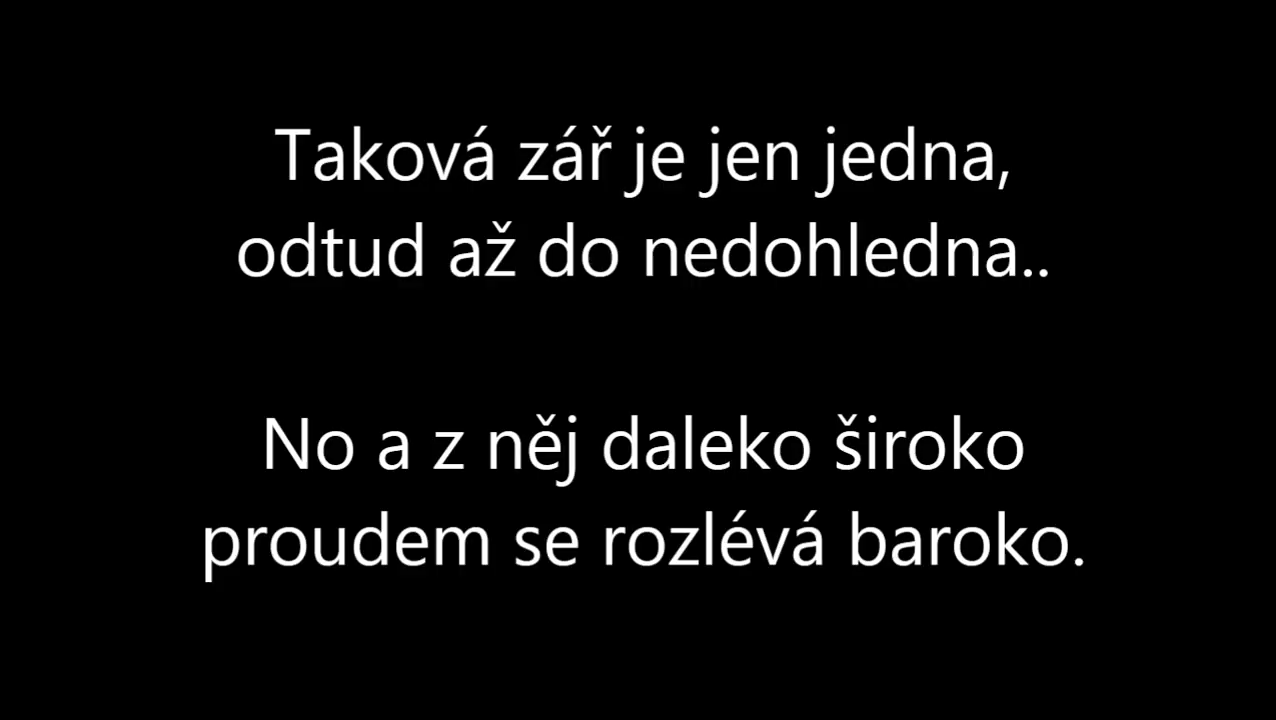 Taková zář je jen jedna,
odtud až do nedohledna..
No a z něj daleko široko
proudem se rozlévá baroko.